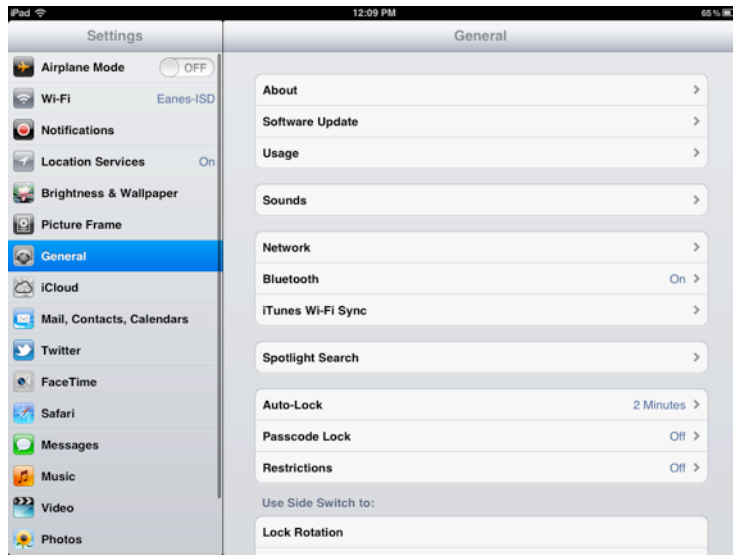 iPad 12:09 PM 65%
Settings
Airplane Mode OFF
Wi-Fi Eanes-ISD
Notifications
Location Services On
Brightness & Wallpaper
Picture Frame
General
iCloud
Mail, Contacts, Calendars
Twitter
FaceTime
Safari
Messages
Music
Video
Photos
General
About
Software Update
Usage
Sounds
Network
Bluetooth On
iTunes Wi-Fi Sync
Spotlight Search
Auto-Lock 2 Minutes
Passcode Lock Off
Restrictions Off
Use Side Switch to:
Lock Rotation